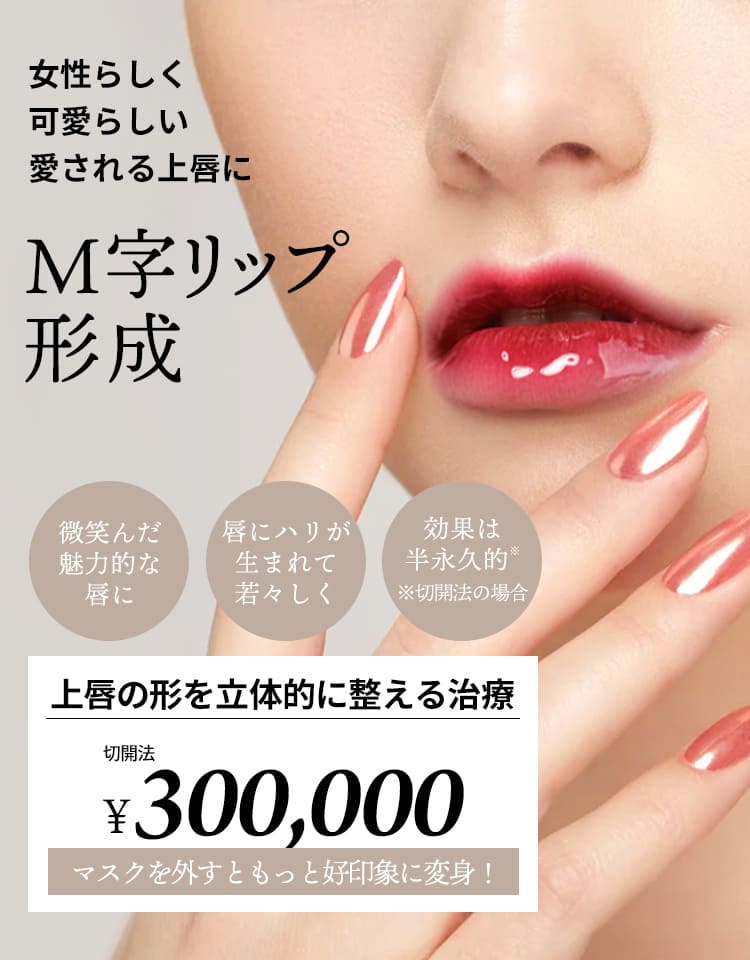 女性らしく
可愛らしい
愛される上唇に
M字リップ
形成
微笑んだ
魅力的な
唇に
唇にハリが
生まれて
若々しく
効果は
半永久的※
※切開法の場合
上唇の形を立体的に整える治療
切開法
¥300,000
マスクを外すともっと好印象に変身！